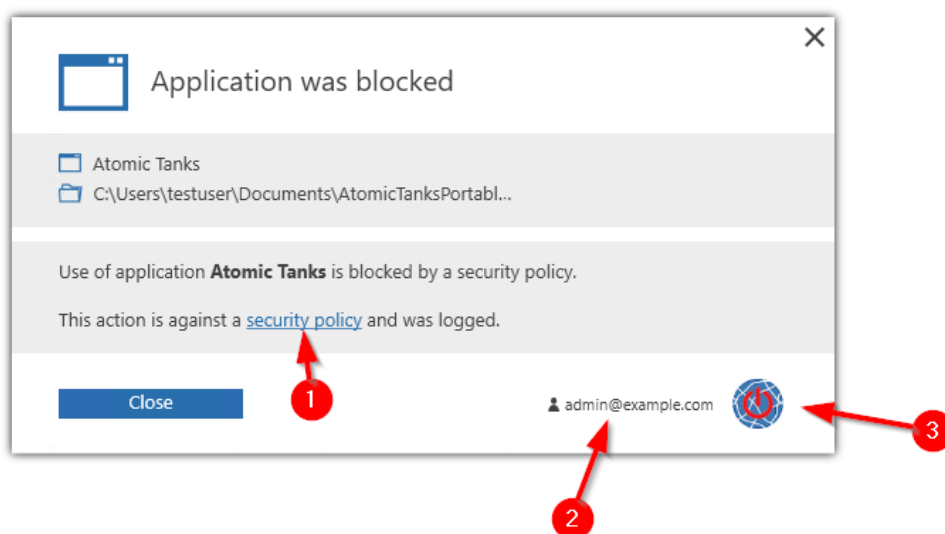 Application was blocked
Atomic Tanks
C:\Users\testuser\Documents\AtomicTanksPortabl...
Use of application Atomic Tanks is blocked by a security policy.
This action is against a security policy and was logged.
1
Close
admin@example.com
3
2